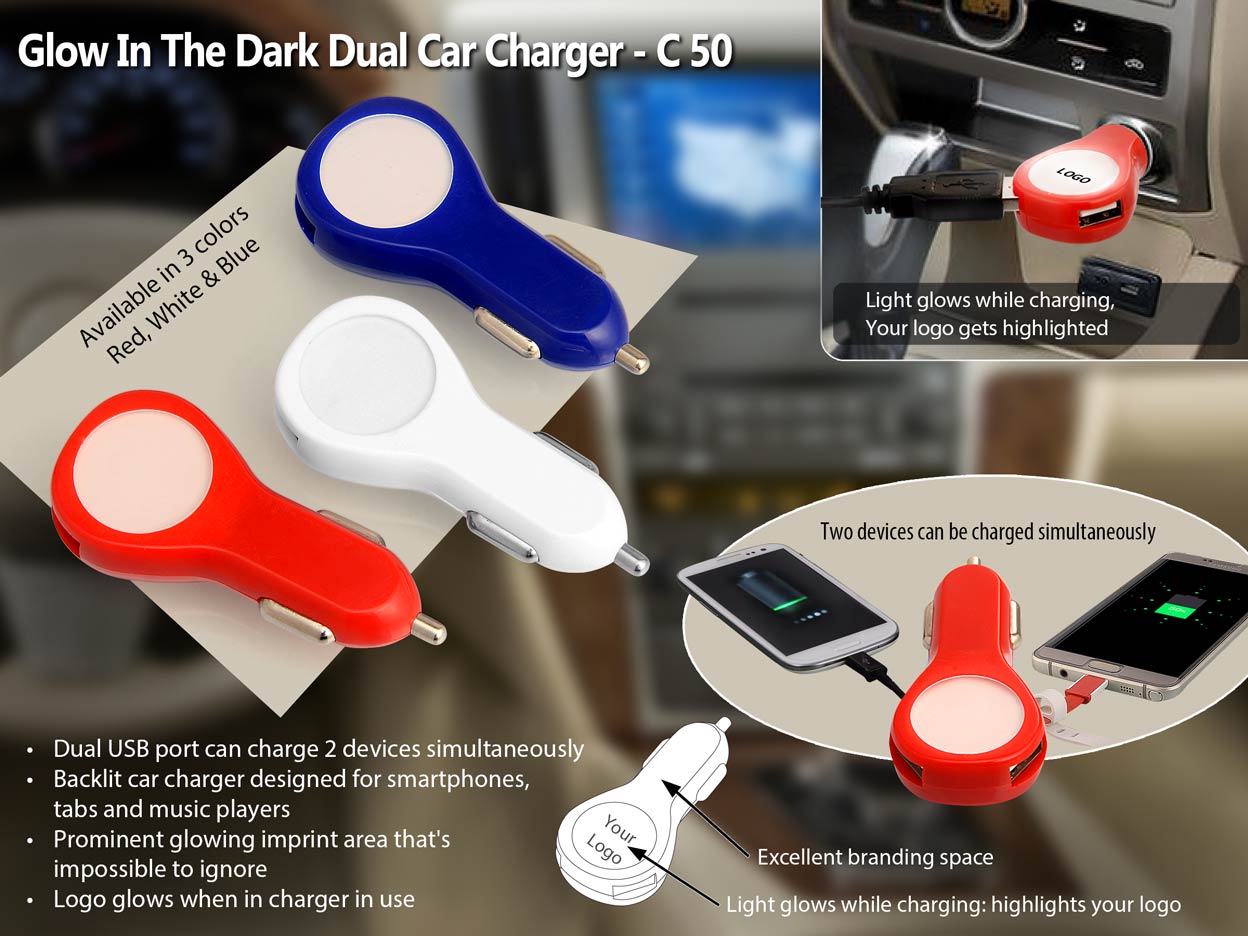 Glow In The Dark Dual Car Charger - C 50
Available in 3 colors
Red, White & Blue
LOGO
Light glows while charging,
Your logo gets highlighted
Two devices can be charged simultaneously
• Dual USB port can charge 2 devices simultaneously
• Backlit car charger designed for smartphones,
tabs and music players
• Prominent glowing imprint area that's
impossible to ignore
• Logo glows when in charger in use
Your
Logo
Excellent branding space
Light glows while charging: highlights your logo